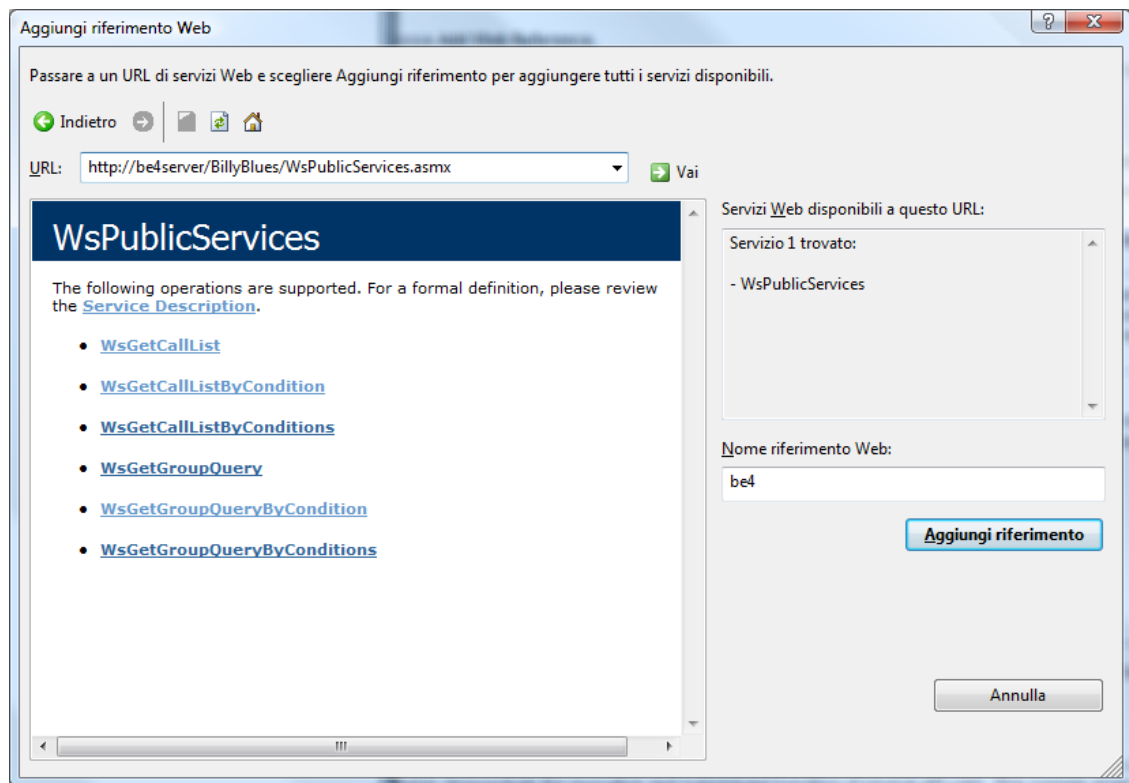 Aggiungi riferimento Web
Passare a un URL di servizi Web e scegliere Aggiungi riferimento per aggiungere tutti i servizi disponibili.
Indietro
URL: http://be4server/BillyBlues/WsPublicServices.asmx Vai
WsPublicServices
The following operations are supported. For a formal definition, please review
the Service Description.
• WsGetCallList
• WsGetCallListByCondition
• WsGetCallListByConditions
• WsGetGroupQuery
• WsGetGroupQueryByCondition
• WsGetGroupQueryByConditions
Servizi Web disponibili a questo URL:
Servizio 1 trovato:
- WsPublicServices
Nome riferimento Web:
be4
Aggiungi riferimento
Annulla